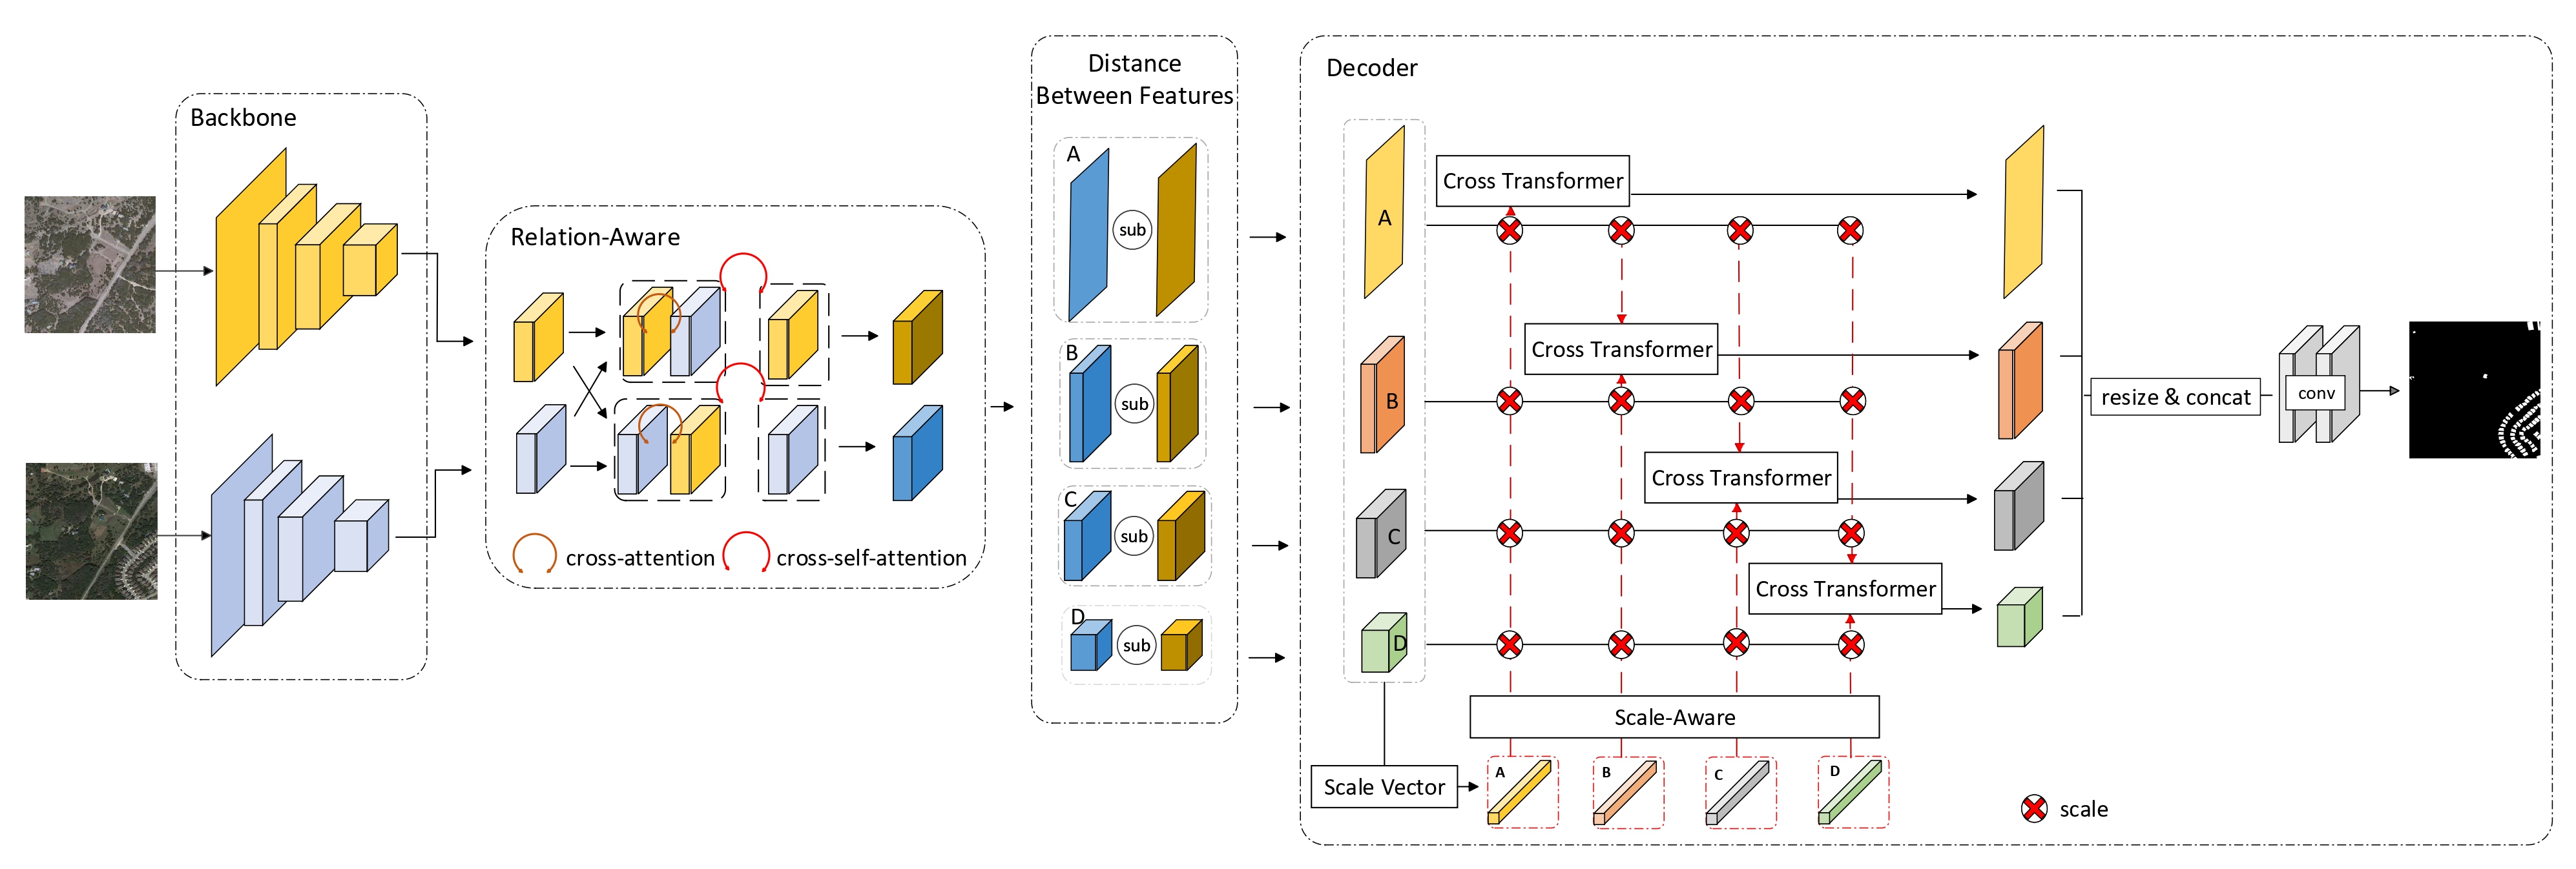 Backbone
Relation-Aware
cross-attention
cross-self-attention
Distance
Between Features
A
sub
B
sub
C
sub
D
sub
Decoder
A
B
C
D
Cross Transformer
Cross Transformer
Cross Transformer
Cross Transformer
Scale-Aware
Scale Vector
A
B
C
D
resize & concat
conv
scale